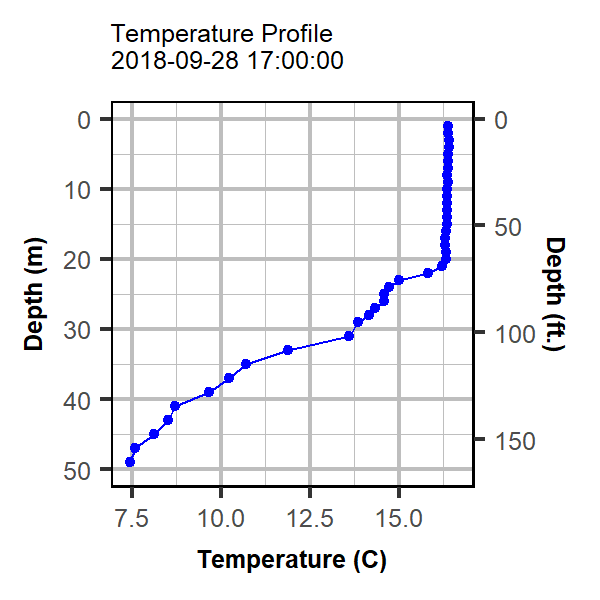 Temperature Profile
2018-09-28 17:00:00
0
10
20
30
40
50
Depth (m)
0
50
100
150
Depth (ft.)
7.5 10.0 12.5 15.0
Temperature (C)